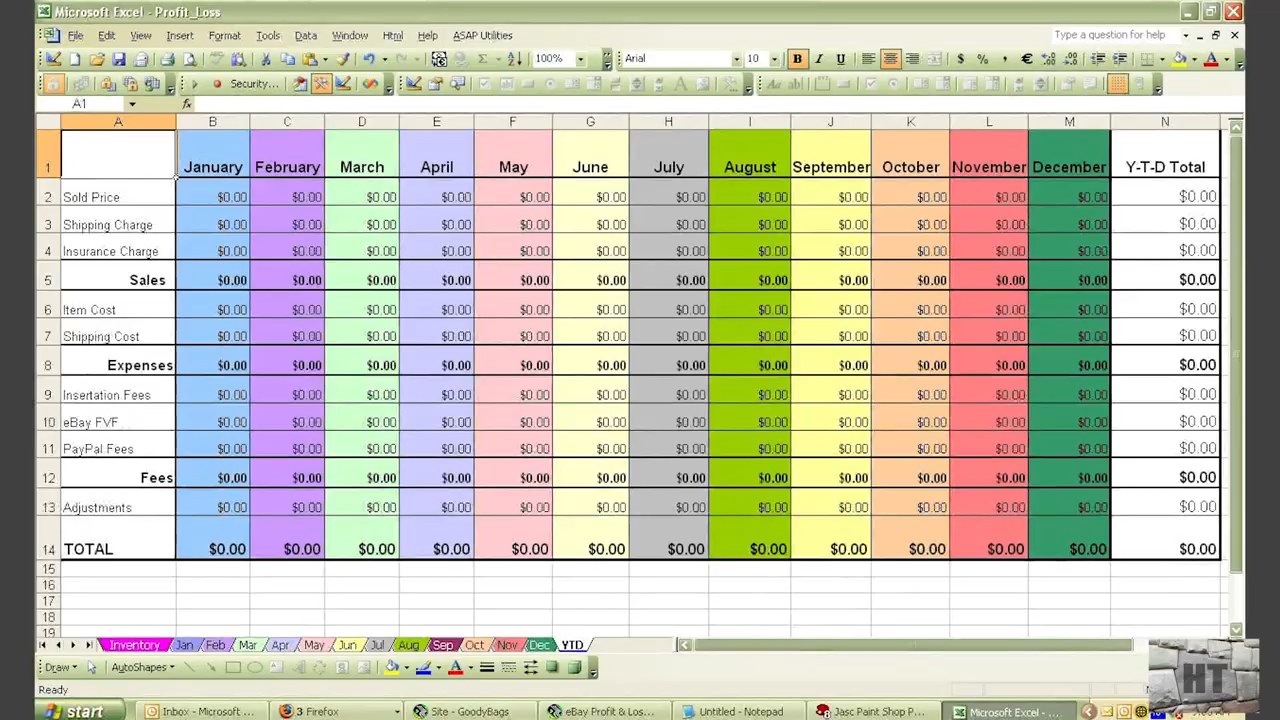 Microsoft Excel - Profit_Loss
File Edit View Insert Format Tools Data Window Html Help ASAP Utilities Type a question for help
100% Arial 10 B I U $ % , €
Security...
A1 fx
A B C D E F G H I J K L M N
1 January February March April May June July August September October November December Y-T-D Total
2 Sold Price $0.00 $0.00 $0.00 $0.00 $0.00 $0.00 $0.00 $0.00 $0.00 $0.00 $0.00 $0.00 $0.00
3 Shipping Charge $0.00 $0.00 $0.00 $0.00 $0.00 $0.00 $0.00 $0.00 $0.00 $0.00 $0.00 $0.00 $0.00
4 Insurance Charge $0.00 $0.00 $0.00 $0.00 $0.00 $0.00 $0.00 $0.00 $0.00 $0.00 $0.00 $0.00 $0.00
5 Sales $0.00 $0.00 $0.00 $0.00 $0.00 $0.00 $0.00 $0.00 $0.00 $0.00 $0.00 $0.00 $0.00
6 Item Cost $0.00 $0.00 $0.00 $0.00 $0.00 $0.00 $0.00 $0.00 $0.00 $0.00 $0.00 $0.00 $0.00
7 Shipping Cost $0.00 $0.00 $0.00 $0.00 $0.00 $0.00 $0.00 $0.00 $0.00 $0.00 $0.00 $0.00 $0.00
8 Expenses $0.00 $0.00 $0.00 $0.00 $0.00 $0.00 $0.00 $0.00 $0.00 $0.00 $0.00 $0.00 $0.00
9 Insertation Fees $0.00 $0.00 $0.00 $0.00 $0.00 $0.00 $0.00 $0.00 $0.00 $0.00 $0.00 $0.00 $0.00
10 eBay FVF $0.00 $0.00 $0.00 $0.00 $0.00 $0.00 $0.00 $0.00 $0.00 $0.00 $0.00 $0.00 $0.00
11 PayPal Fees $0.00 $0.00 $0.00 $0.00 $0.00 $0.00 $0.00 $0.00 $0.00 $0.00 $0.00 $0.00 $0.00
12 Fees $0.00 $0.00 $0.00 $0.00 $0.00 $0.00 $0.00 $0.00 $0.00 $0.00 $0.00 $0.00 $0.00
13 Adjustments $0.00 $0.00 $0.00 $0.00 $0.00 $0.00 $0.00 $0.00 $0.00 $0.00 $0.00 $0.00 $0.00
14 TOTAL $0.00 $0.00 $0.00 $0.00 $0.00 $0.00 $0.00 $0.00 $0.00 $0.00 $0.00 $0.00 $0.00
15
16
17
18
19
Inventory Jan Feb Mar Apr May Jun Jul Aug Sep Oct Nov Dec YTD
Draw AutoShapes A
Ready
HT
start Inbox - Microsoft ... 3 Firefox Site - GoodyBags eBay Profit & Los... Untitled - Notepad Jasc Paint Shop P... Microsoft Excel - ...